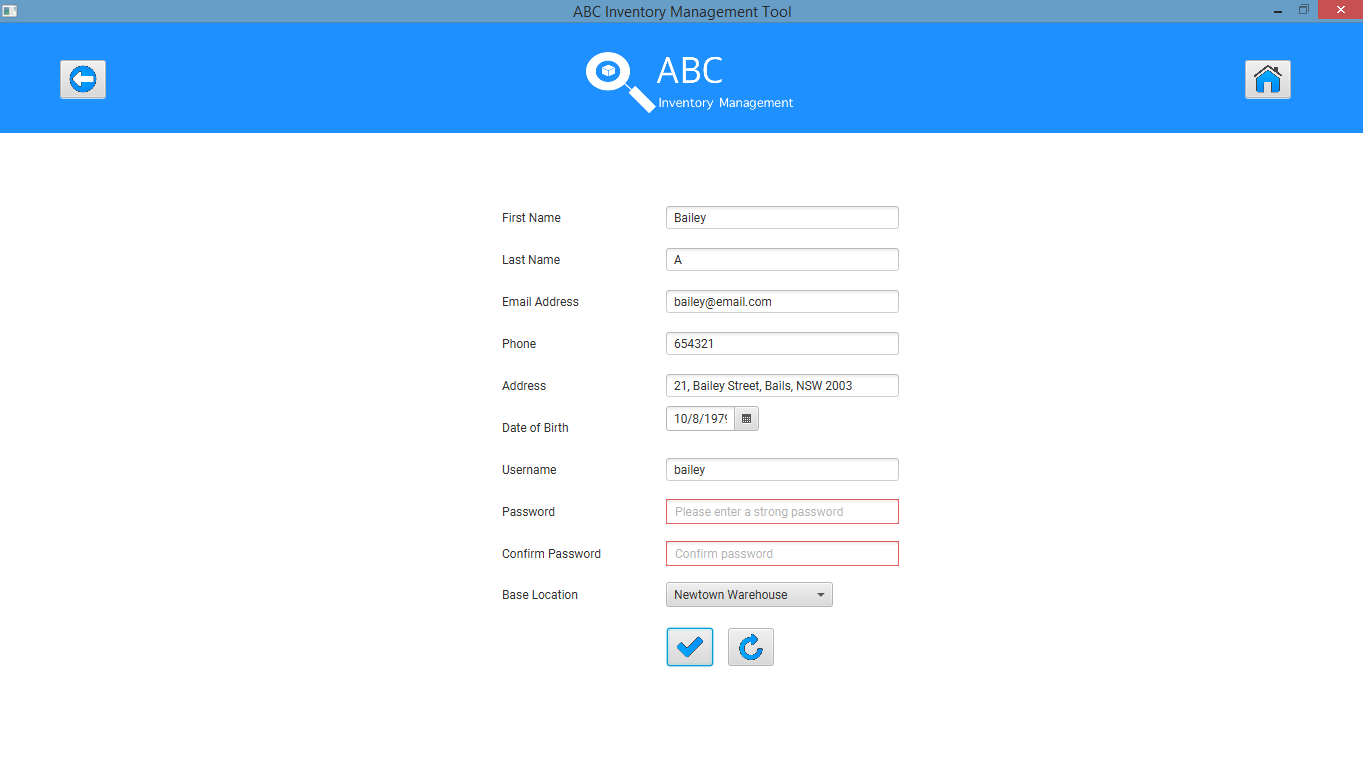 ABC Inventory Management Tool
ABC
Inventory Management
First Name Bailey
Last Name A
Email Address bailey@email.com
Phone 654321
Address 21, Bailey Street, Bails, NSW 2003
Date of Birth 10/8/1979
Username bailey
Password Please enter a strong password
Confirm Password Confirm password
Base Location Newtown Warehouse